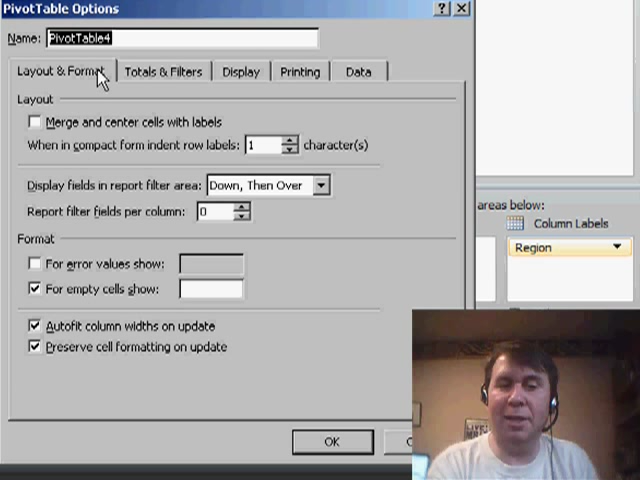 PivotTable Options
Name: PivotTable4
Layout & Format Totals & Filters Display Printing Data
Layout
Merge and center cells with labels
When in compact form indent row labels: 1 character(s)
Display fields in report filter area: Down, Then Over
Report filter fields per column: 0
Format
For error values show:
For empty cells show:
Autofit column widths on update
Preserve cell formatting on update
OK
areas below:
Column Labels
Region